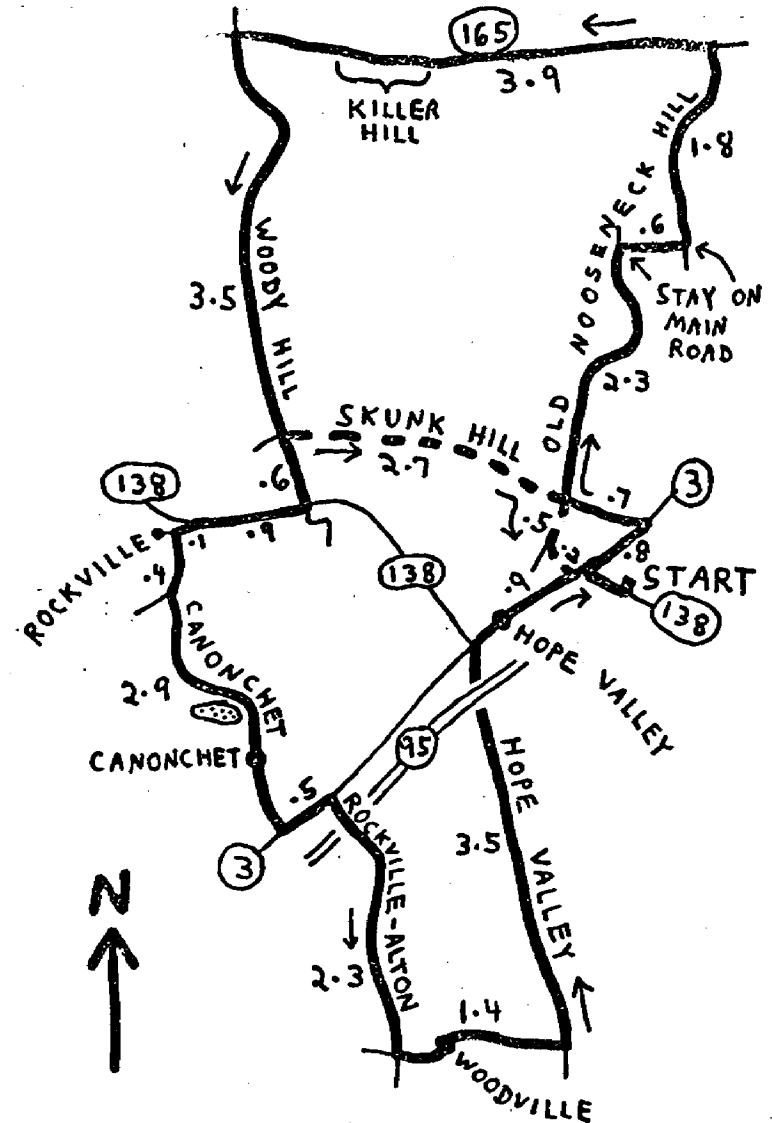 165
3.9
KILLER
HILL
1.8
.6
OLD NOOSENECK HILL
STAY ON
MAIN
ROAD
WOODY HILL
3.5
2.3
SKUNK HILL
2.7
.6
138
.7
3
.5
.8
.2
START
138
.9
.1
.9
ROCKVILLE
.4
138
HOPE VALLEY
CANONCHET
2.9
95
CANONCHET
.5
3
ROCKVILLE-ALTON
HOPE VALLEY
3.5
N
2.3
1.4
WOODVILLE